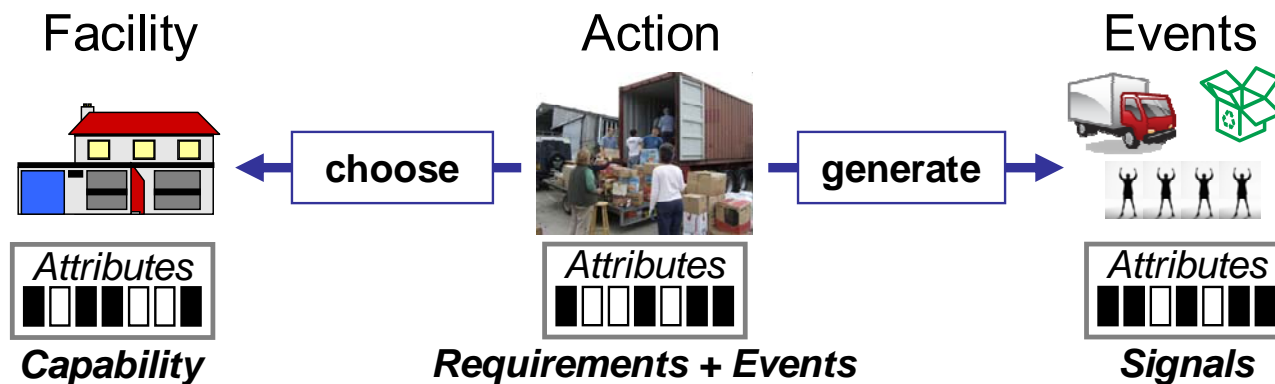 Facility
Action
Events
choose
generate
Attributes
Attributes
Attributes
Capability
Requirements + Events
Signals